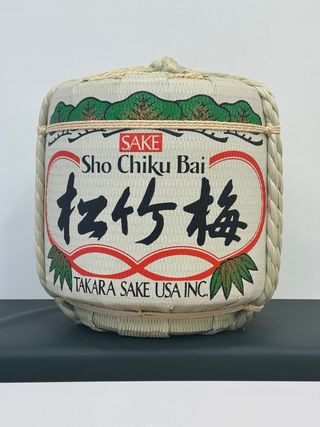 SAKE
Sho Chiku Bai
松竹梅
TAKARA SAKE USA INC.